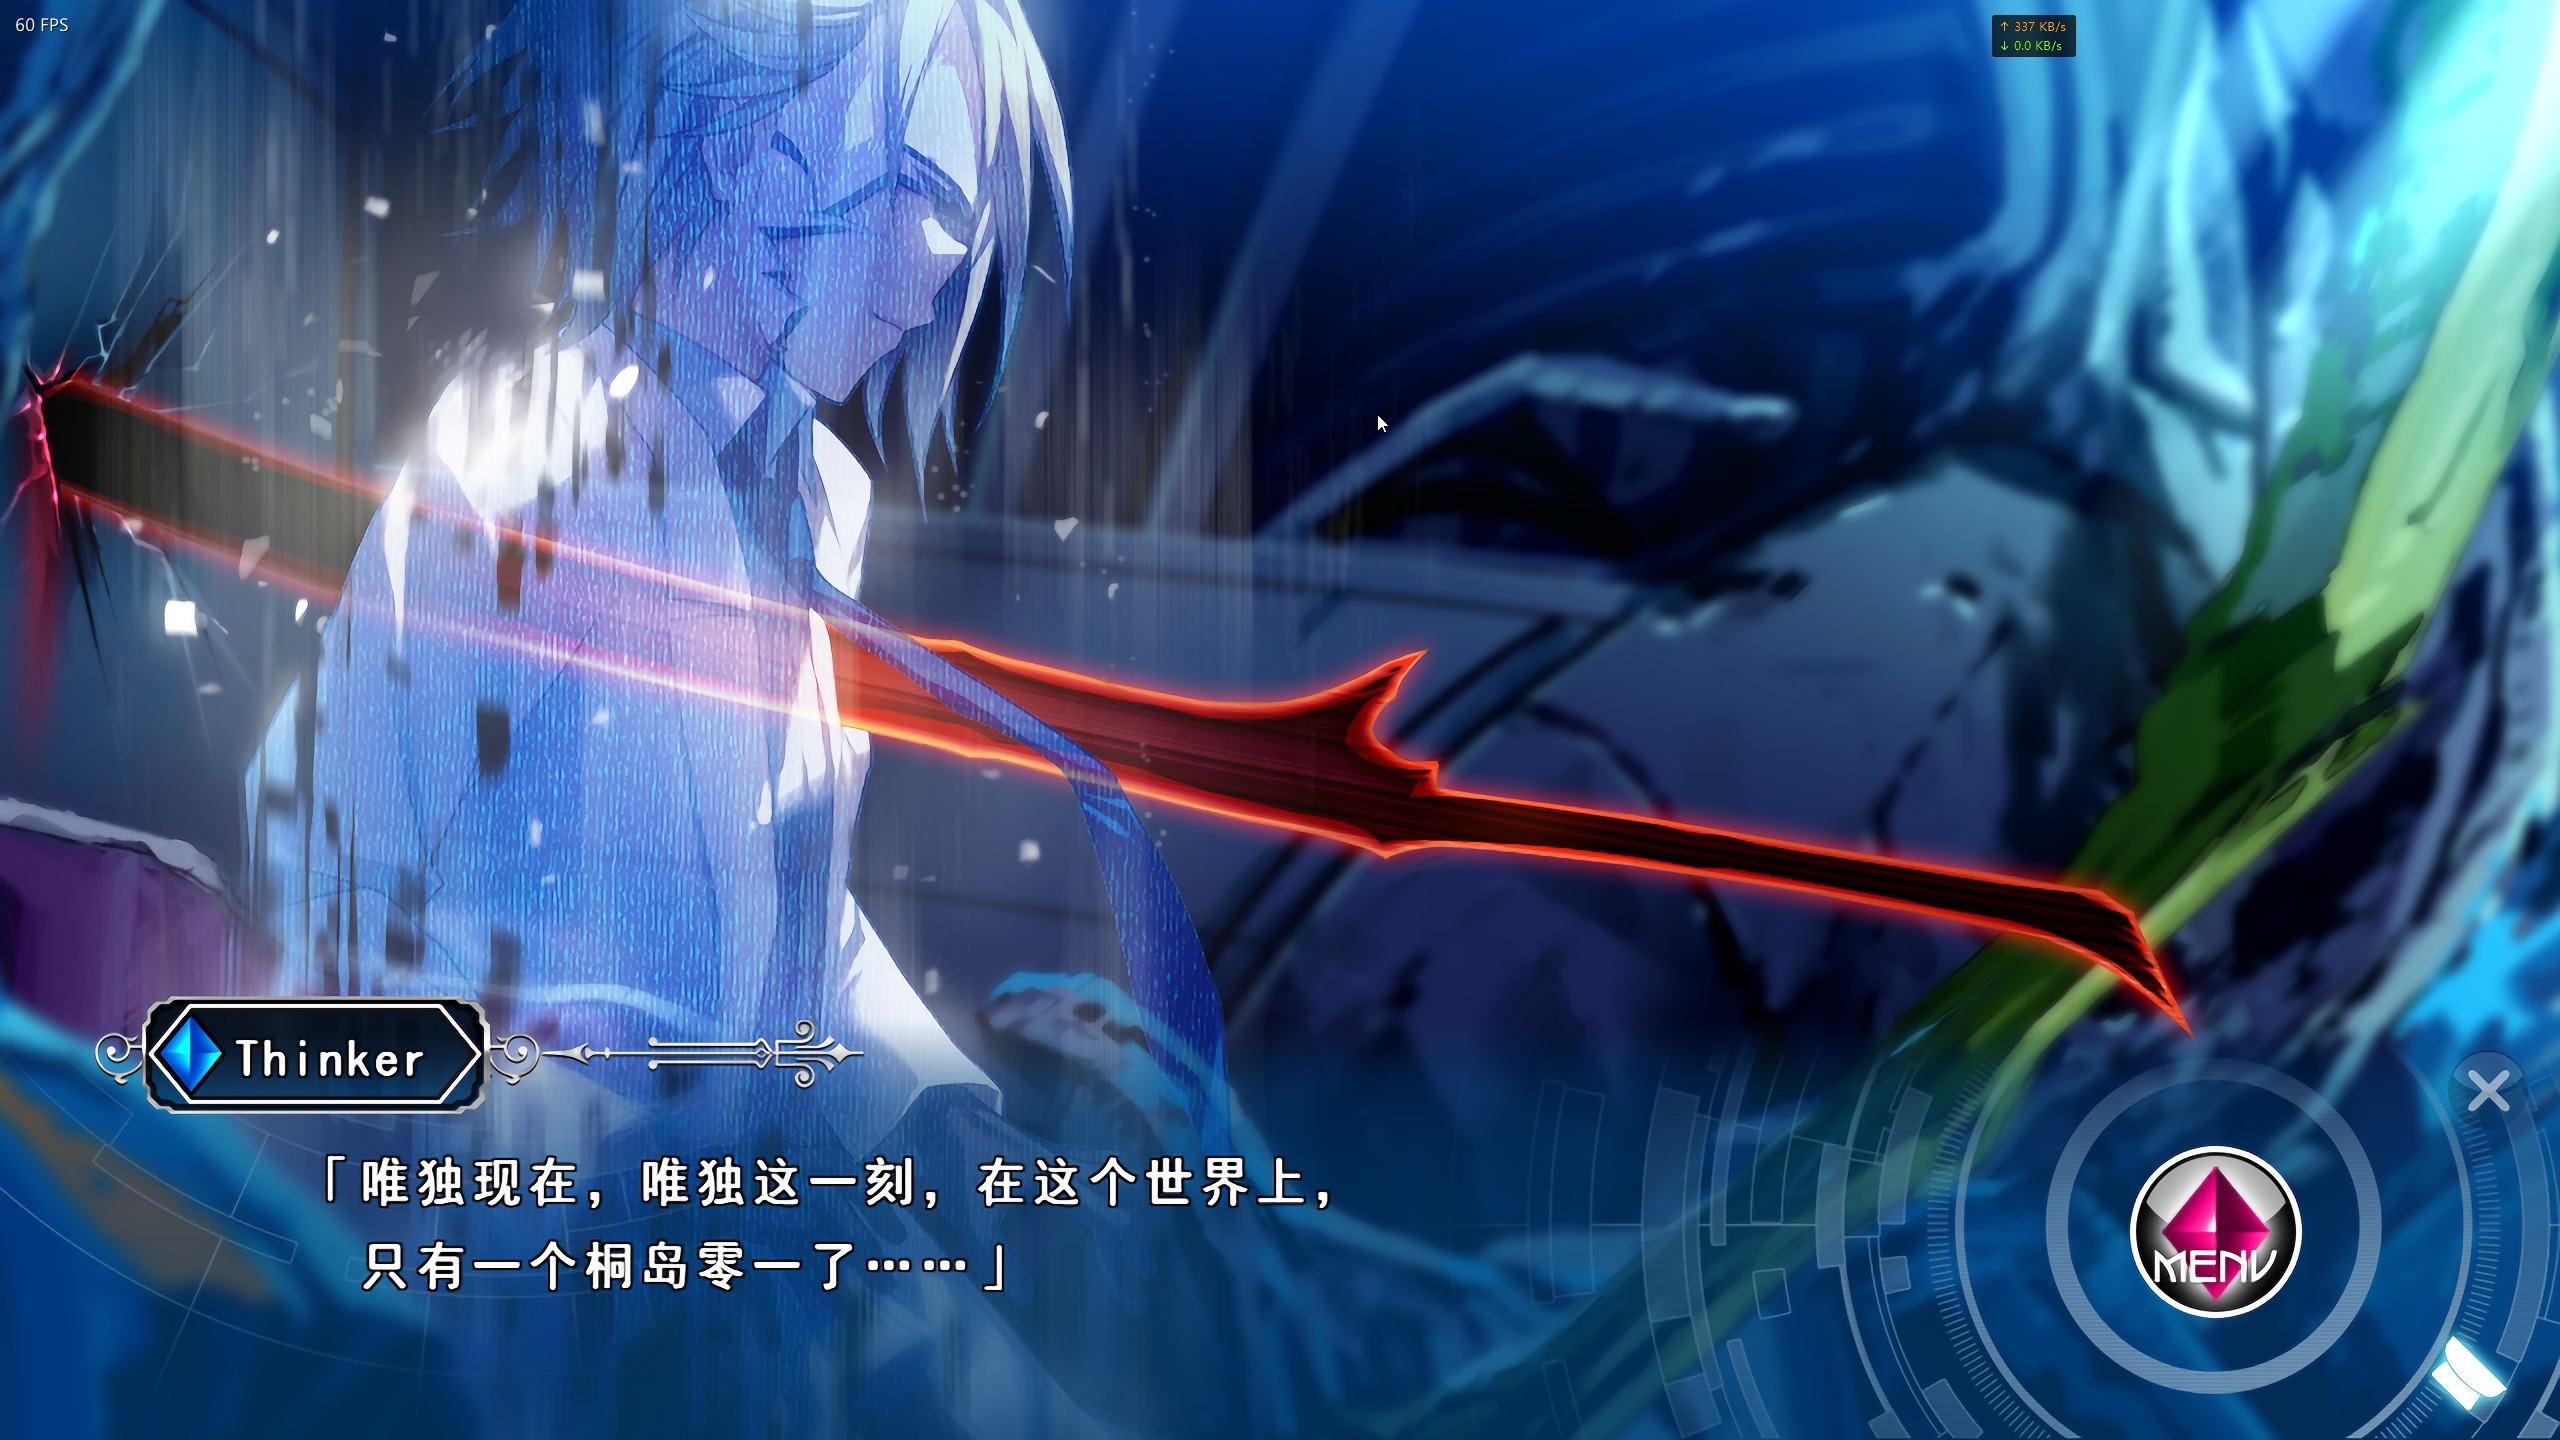 60 FPS
↑ 337 KB/s
↓ 0.0 KB/s
Thinker
「唯独现在，唯独这一刻，在这个世界上，
只有一个桐岛零一了……」
MENU